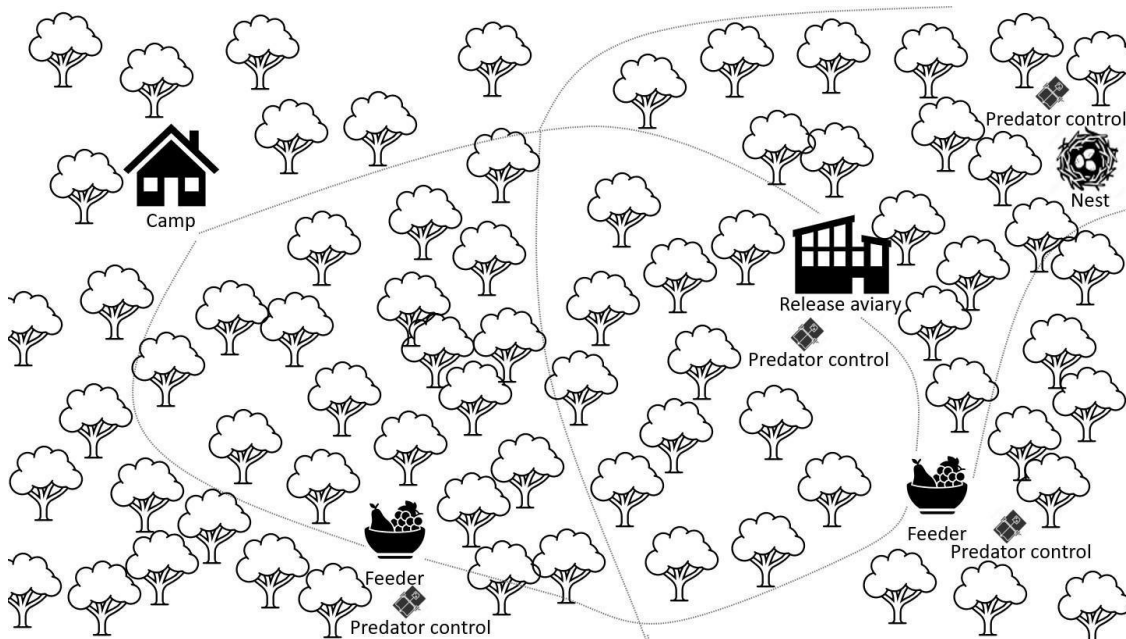 Predator control
Nest
Camp
Release aviary
Predator control
Feeder
Predator control
Feeder
Predator control